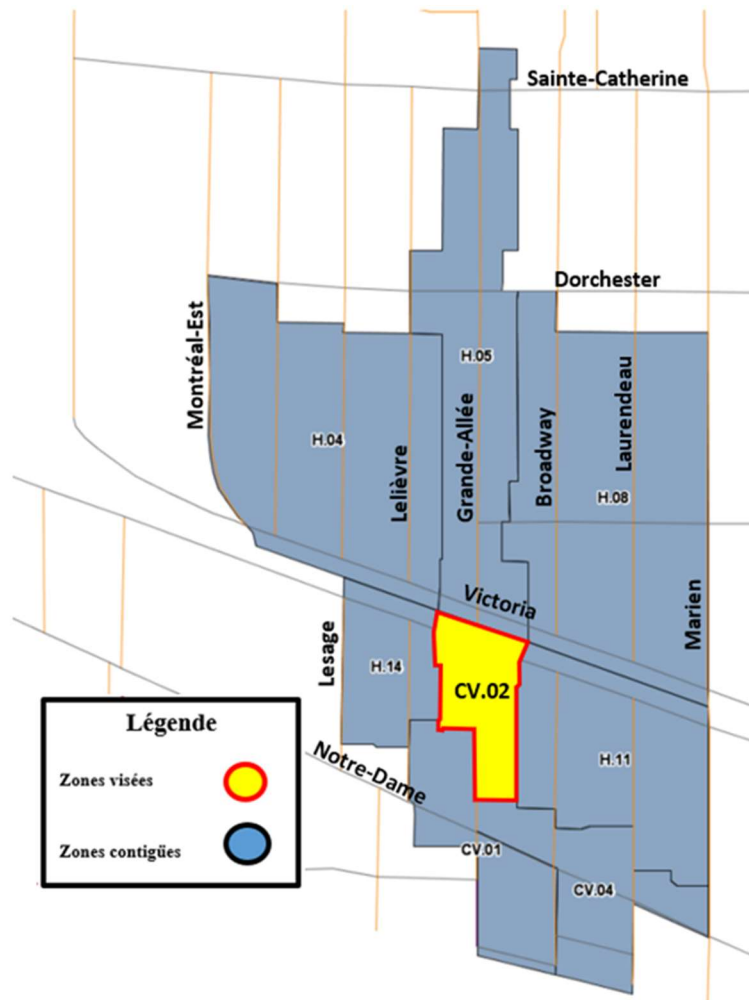 Sainte-Catherine
Dorchester
Montréal-Est
H.05
Grande-Allée
Laurendeau
Broadway
H.04
Lelièvre
H.08
Victoria
Marien
Lesage
H.14
CV.02
Légende
Zones visées
Zones contigües
Notre-Dame
H.11
CV.01
CV.04